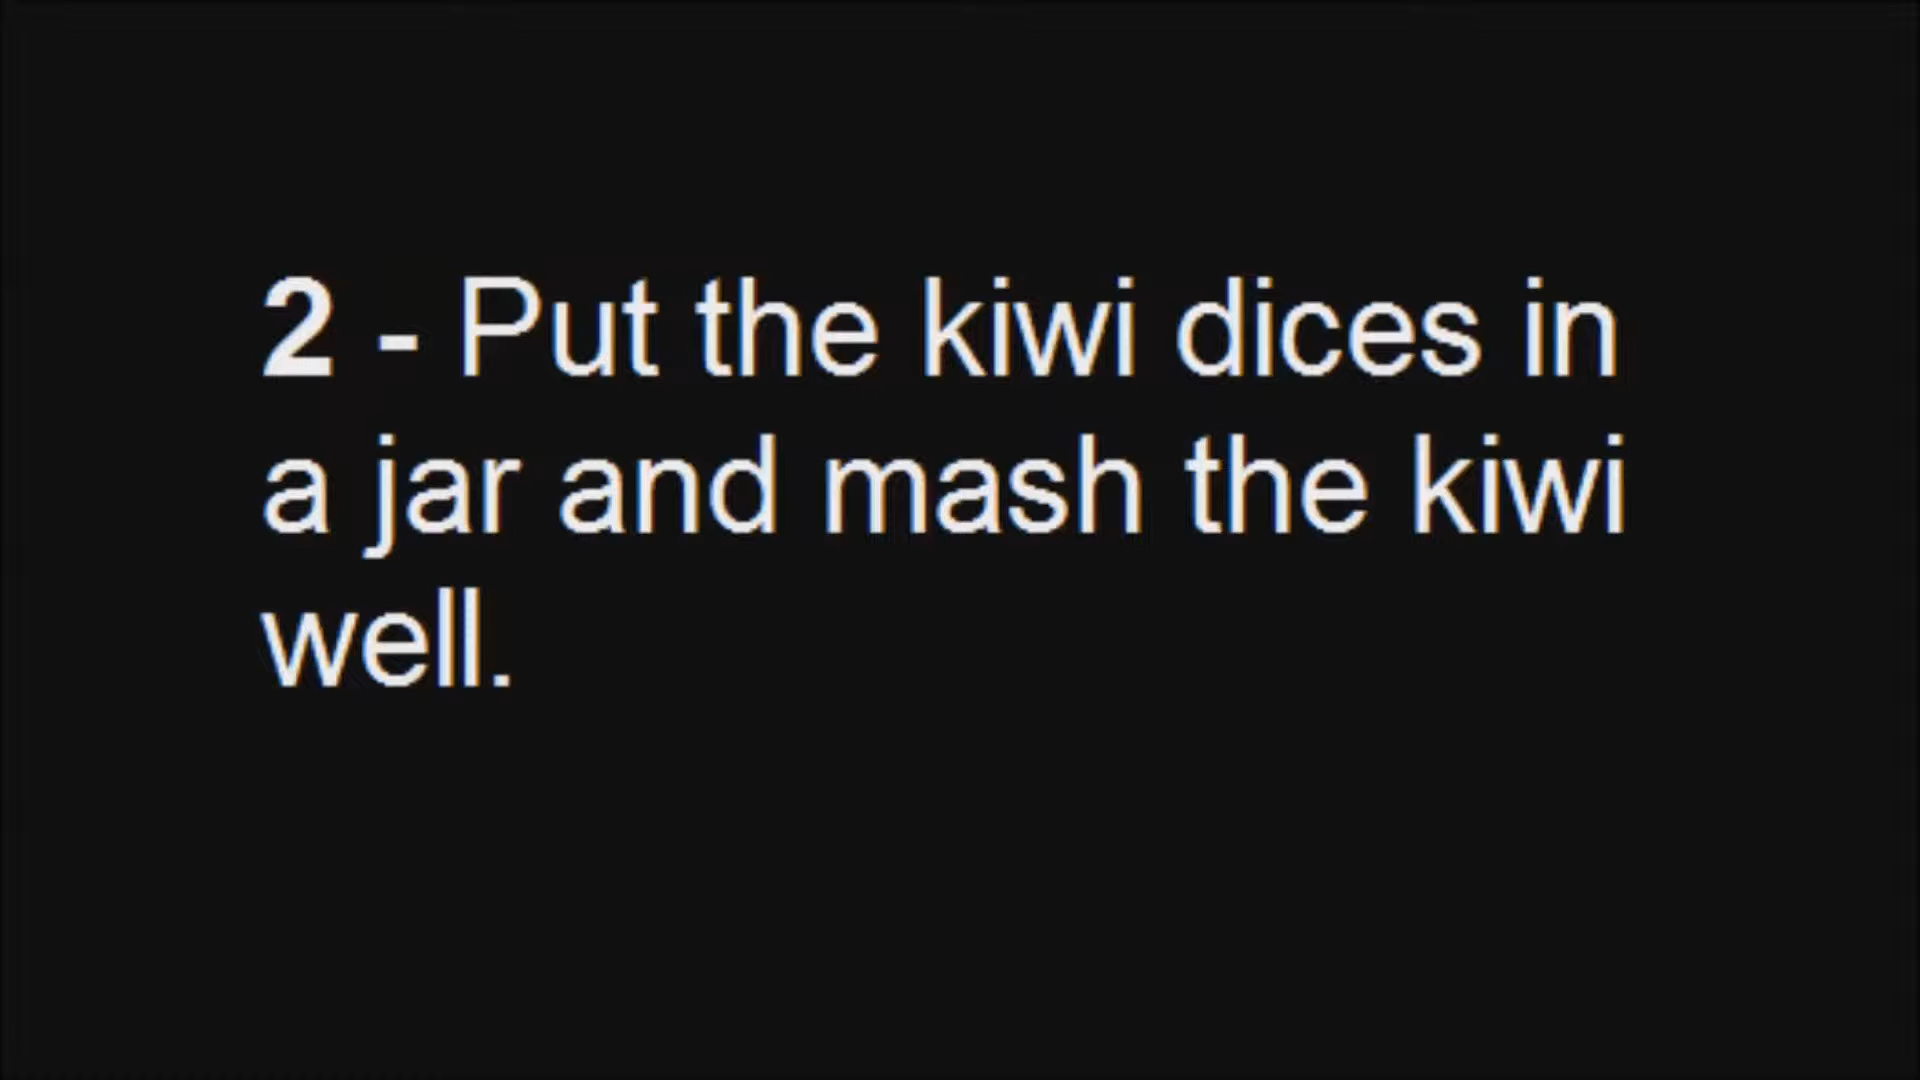 2 - Put the kiwi dices in
a jar and mash the kiwi
well.